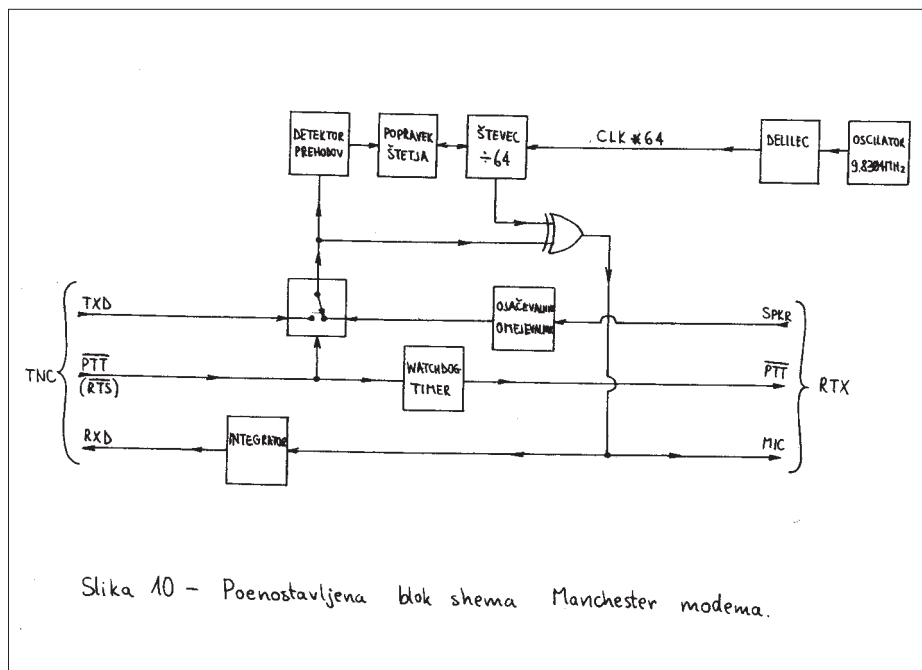 DETEKTOR
PREHODOV
POPRAVEK
ŠTETJA
ŠTEVEC
÷64
CLK*64
DELILEC
OSCILATOR
9.8304MHz
TXD
OJAČEVALNIK
OMEJEVALNIK
SPKR
TNC
PTT
(RTS)
WATCHDOG
TIMER
PTT
RTX
RXD
INTEGRATOR
MIC
Slika 10 - Poenostavljena blok shema Manchester modema.